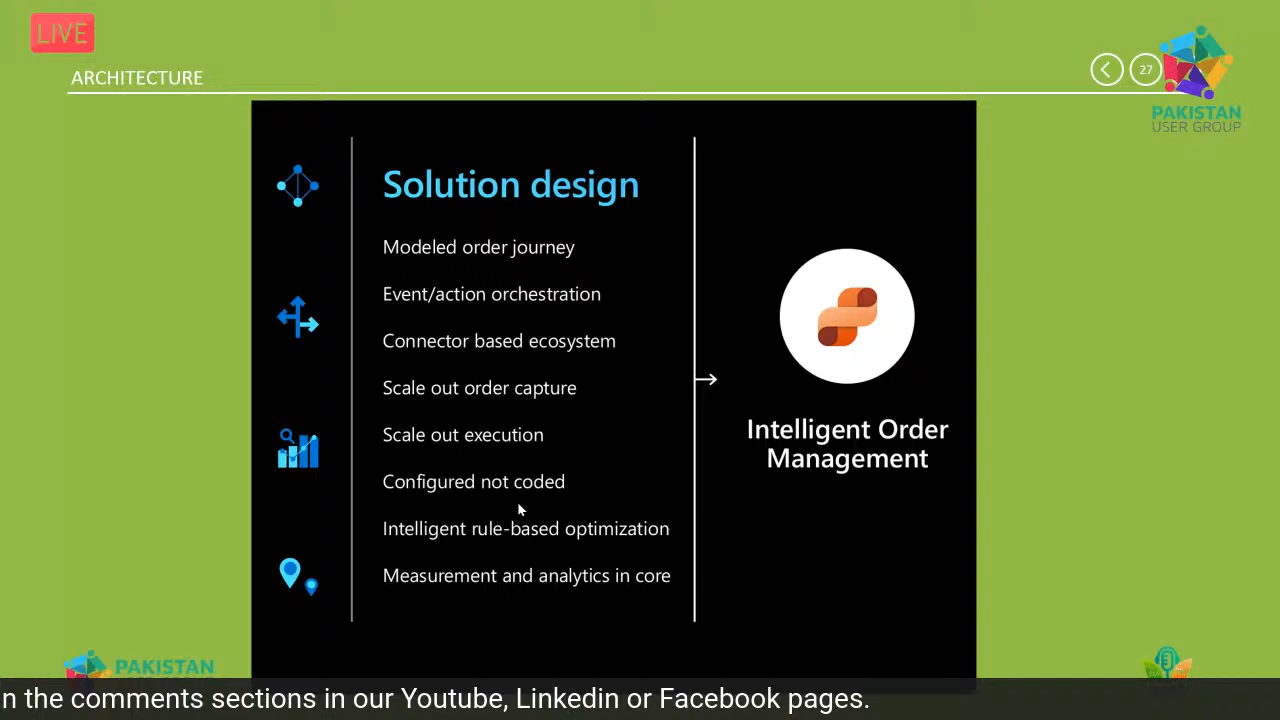 LIVE
ARCHITECTURE
27
PAKISTAN
USER GROUP
Solution design
Modeled order journey
Event/action orchestration
Connector based ecosystem
Scale out order capture
Scale out execution
Configured not coded
Intelligent rule-based optimization
Measurement and analytics in core
Intelligent Order
Management
PAKISTAN
n the comments sections in our Youtube, Linkedin or Facebook pages.